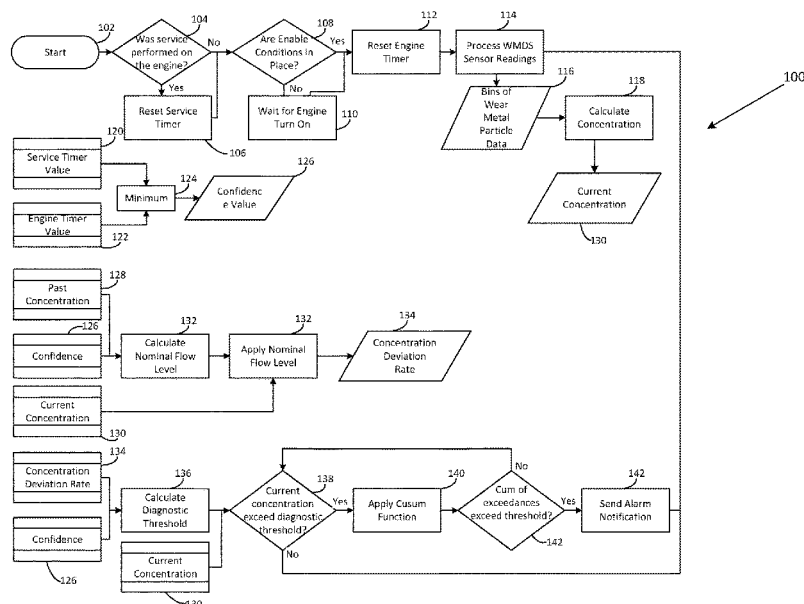 102
Start
104
Was service
performed on
the engine?
No
Yes
Reset Service
Timer
106
108
Are Enable
Conditions In
Place?
Yes
No
Wait for Engine
Turn On
110
112
Reset Engine
Timer
114
Process WMDS
Sensor Readings
116
Bins of
Wear
Metal
Particle
Data
118
Calculate
Concentration
Current
Concentration
130
100
120
Service Timer
Value
Engine Timer
Value
122
124
Minimum
126
Confidenc
e Value
128
Past
Concentration
126
Confidence
Current
Concentration
130
132
Calculate
Nominal Flow
Level
132
Apply Nominal
Flow Level
134
Concentration
Deviation
Rate
134
Concentration
Deviation Rate
Confidence
126
136
Calculate
Diagnostic
Threshold
Current
Concentration
130
138
Current
concentration
exceed diagnostic
threshold?
Yes
No
140
Apply Cusum
Function
No
Cum of
exceedances
exceed threshold?
142
Yes
142
Send Alarm
Notification